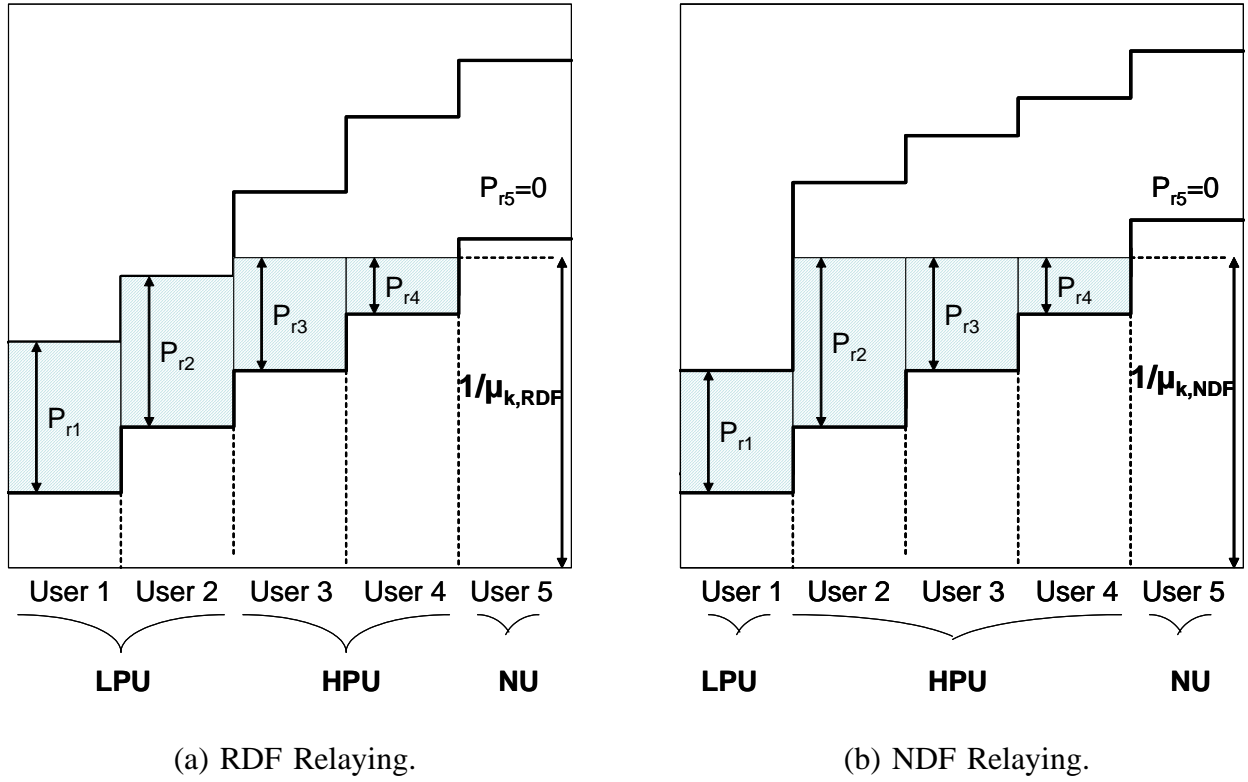 P_r5=0
P_r1
P_r2
P_r3
P_r4
1/μ_k,RDF
User 1 User 2 User 3 User 4 User 5
LPU HPU NU
(a) RDF Relaying.
P_r5=0
P_r1
P_r2
P_r3
P_r4
1/μ_k,NDF
User 1 User 2 User 3 User 4 User 5
LPU HPU NU
(b) NDF Relaying.